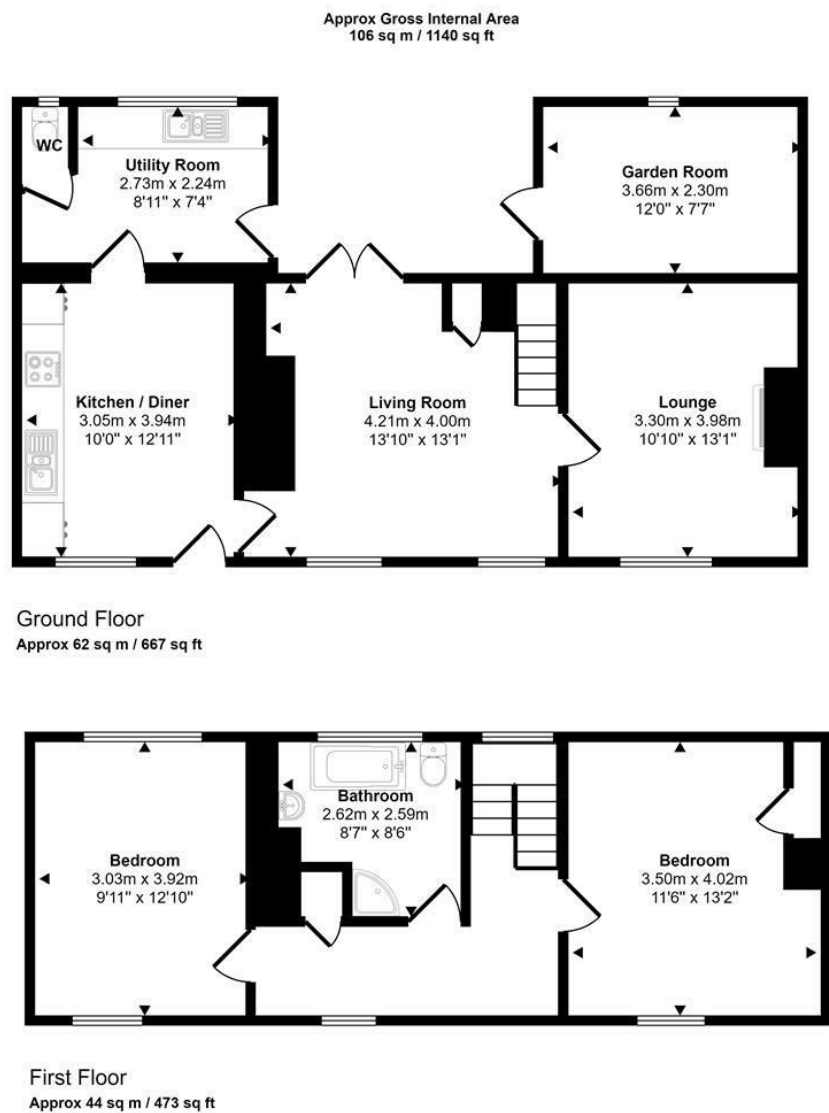 Approx Gross Internal Area
106 sq m / 1140 sq ft
WC
Utility Room
2.73m x 2.24m
8'11" x 7'4"
Garden Room
3.66m x 2.30m
12'0" x 7'7"
Kitchen / Diner
3.05m x 3.94m
10'0" x 12'11"
Living Room
4.21m x 4.00m
13'10" x 13'1"
Lounge
3.30m x 3.98m
10'10" x 13'1"
Ground Floor
Approx 62 sq m / 667 sq ft
Bathroom
2.62m x 2.59m
8'7" x 8'6"
Bedroom
3.03m x 3.92m
9'11" x 12'10"
Bedroom
3.50m x 4.02m
11'6" x 13'2"
First Floor
Approx 44 sq m / 473 sq ft